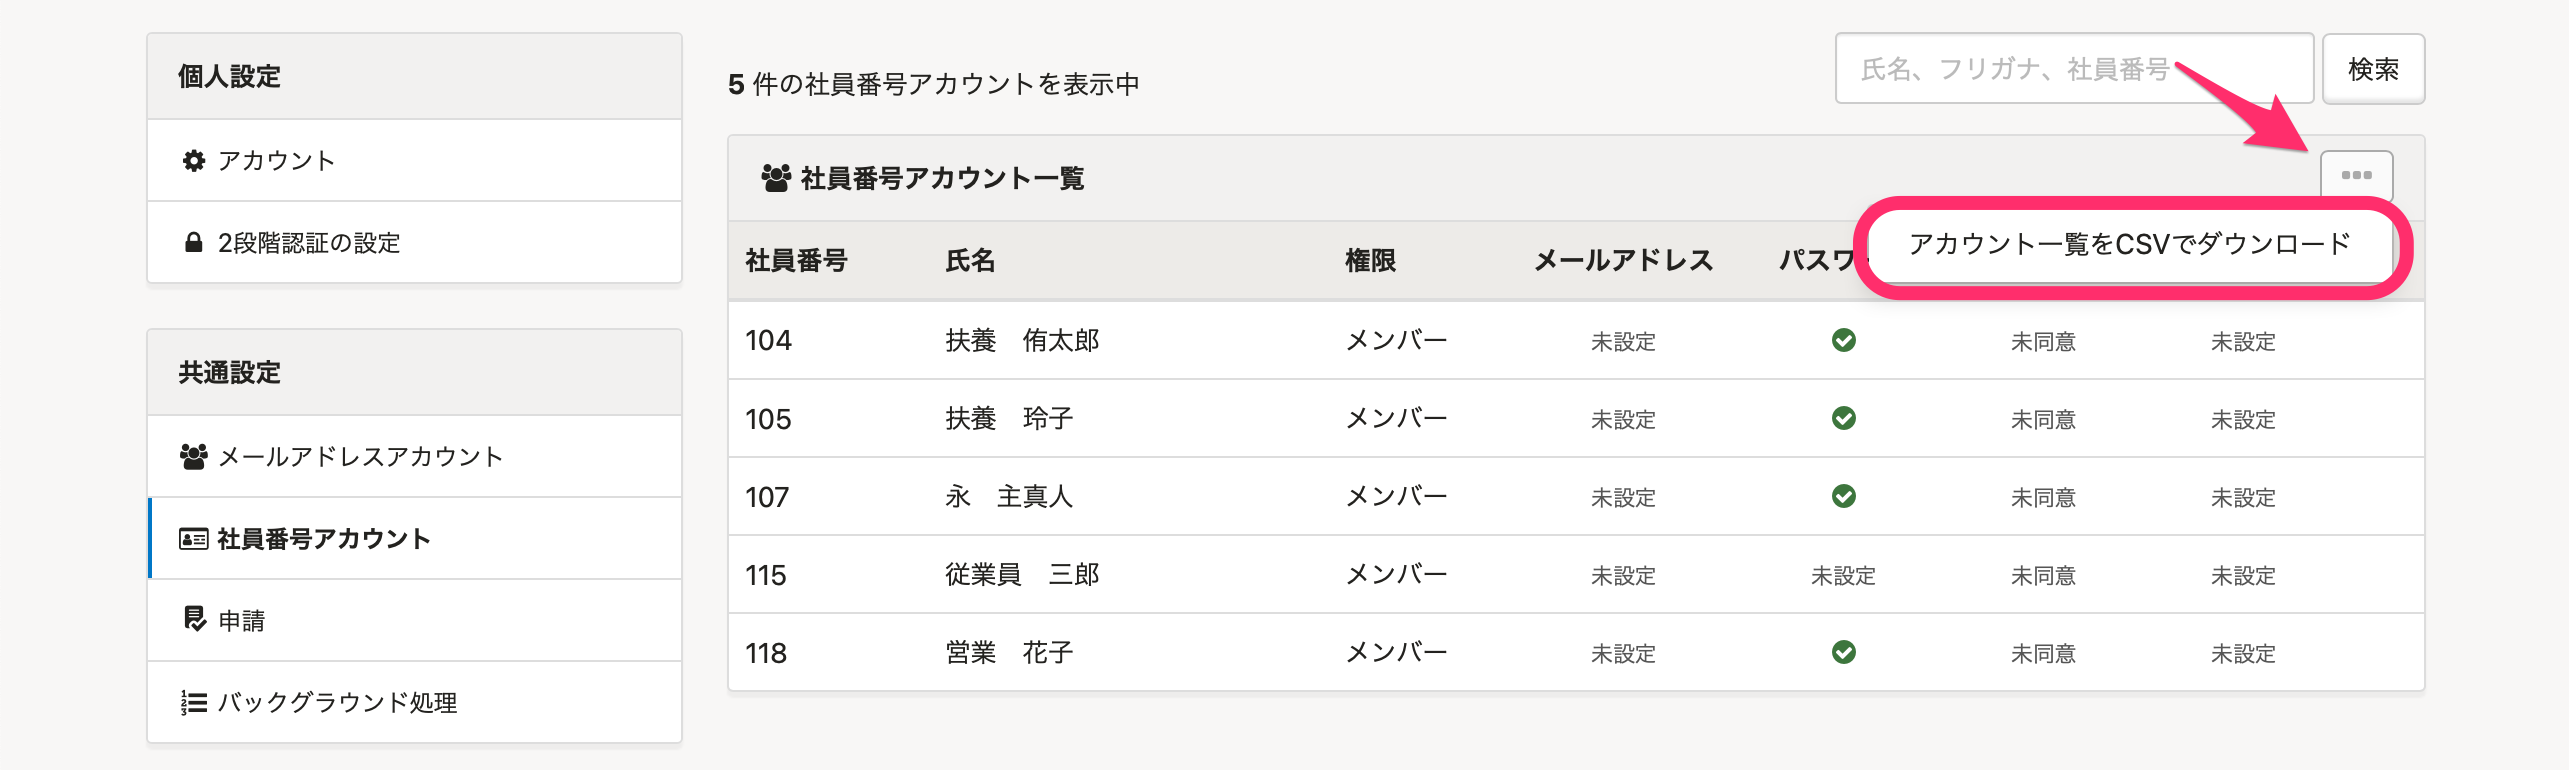 個人設定
アカウント
2段階認証の設定
共通設定
メールアドレスアカウント
社員番号アカウント
申請
バックグラウンド処理
5 件の社員番号アカウントを表示中
氏名、フリガナ、社員番号
検索
社員番号アカウント一覧
アカウント一覧をCSVでダウンロード
社員番号 氏名 権限 メールアドレス パスワ
104 扶養　侑太郎 メンバー 未設定 未同意 未設定
105 扶養　玲子 メンバー 未設定 未同意 未設定
107 永　主真人 メンバー 未設定 未同意 未設定
115 従業員　三郎 メンバー 未設定 未設定 未同意 未設定
118 営業　花子 メンバー 未設定 未同意 未設定